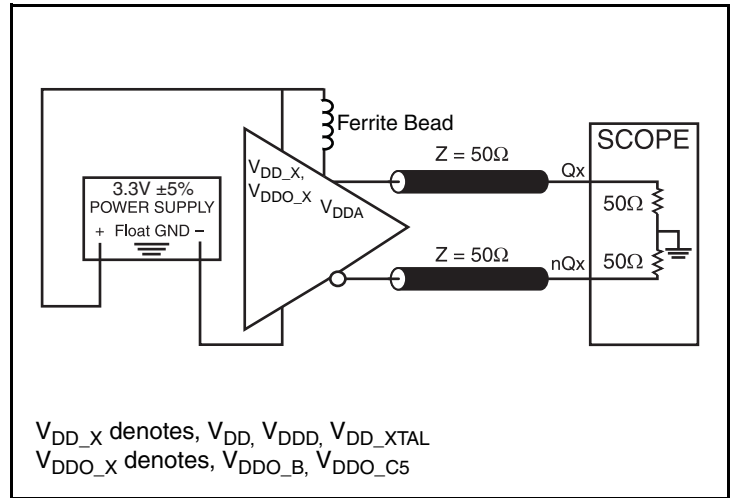 Ferrite Bead
SCOPE
Z = 50Ω
Qx
V_DD_X,
V_DDO_X
V_DDA
3.3V ±5%
POWER SUPPLY
+ Float GND –
50Ω
Z = 50Ω
nQx
50Ω
V_DD_X denotes, V_DD, V_DDD, V_DD_XTAL
V_DDO_X denotes, V_DDO_B, V_DDO_C5